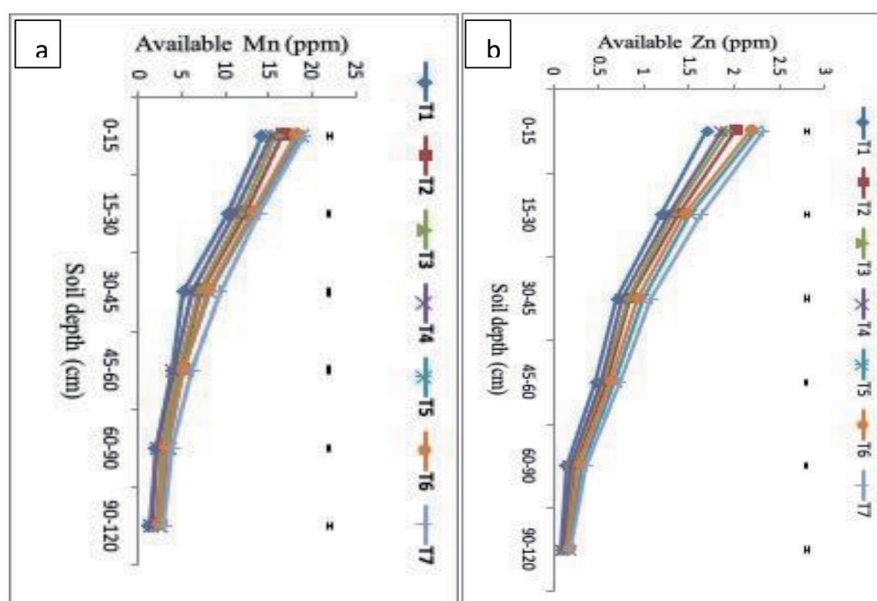 a
Available Mn (ppm)
0 5 10 15 20 25
0-15
15-30
30-45
45-60
60-90
90-120
Soil depth (cm)
T1
T2
T3
T4
T5
T6
T7
b
Available Zn (ppm)
0 0.5 1 1.5 2 2.5 3
0-15
15-30
30-45
45-60
60-90
90-120
Soil depth (cm)
T1
T2
T3
T4
T5
T6
T7